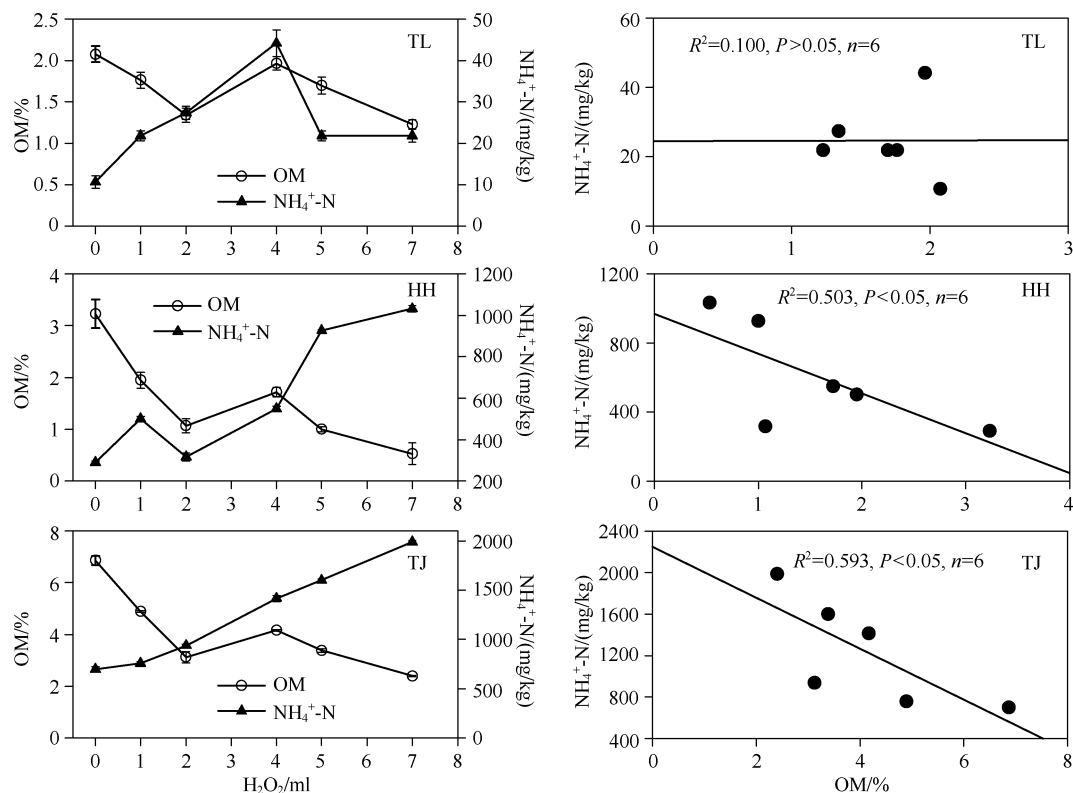 TL
OM/%
2.5
2.0
1.5
1.0
0.5
0
50
40
30
20
10
0
NH₄⁺-N/(mg/kg)
OM
NH₄⁺-N
0 1 2 3 4 5 6 7 8
TL
R²=0.100, P>0.05, n=6
NH₄⁺-N/(mg/kg)
60
40
20
0
0 1 2 3
HH
OM/%
4
3
2
1
0
1200
1000
800
600
400
200
NH₄⁺-N/(mg/kg)
OM
NH₄⁺-N
0 1 2 3 4 5 6 7 8
HH
R²=0.503, P<0.05, n=6
NH₄⁺-N/(mg/kg)
1200
800
400
0
0 1 2 3 4
TJ
OM/%
8
6
4
2
0
2000
1500
1000
500
0
NH₄⁺-N/(mg/kg)
OM
NH₄⁺-N
0 1 2 3 4 5 6 7 8
H₂O₂/ml
TJ
R²=0.593, P<0.05, n=6
NH₄⁺-N/(mg/kg)
2400
2000
1600
1200
800
400
0 2 4 6 8
OM/%